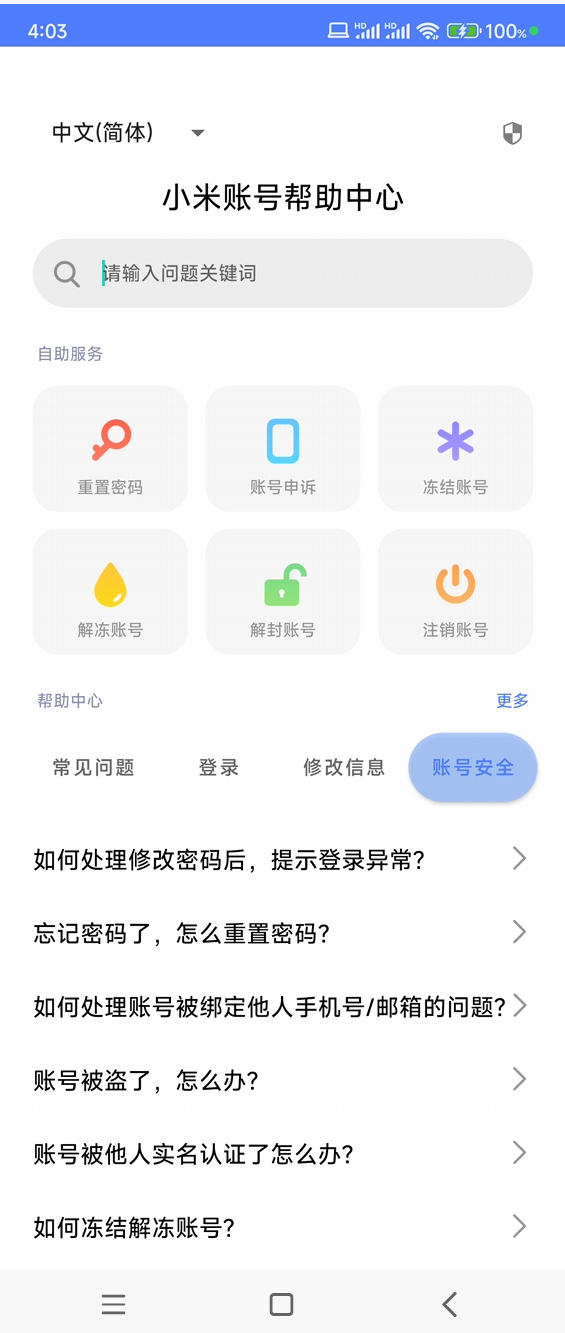 4:03
HD HD 100%
中文(简体)
小米账号帮助中心
请输入问题关键词
自助服务
重置密码 账号申诉 冻结账号
解冻账号 解封账号 注销账号
帮助中心 更多
常见问题 登录 修改信息 账号安全
如何处理修改密码后，提示登录异常?
忘记密码了，怎么重置密码?
如何处理账号被绑定他人手机号/邮箱的问题?
账号被盗了，怎么办?
账号被他人实名认证了怎么办?
如何冻结解冻账号?